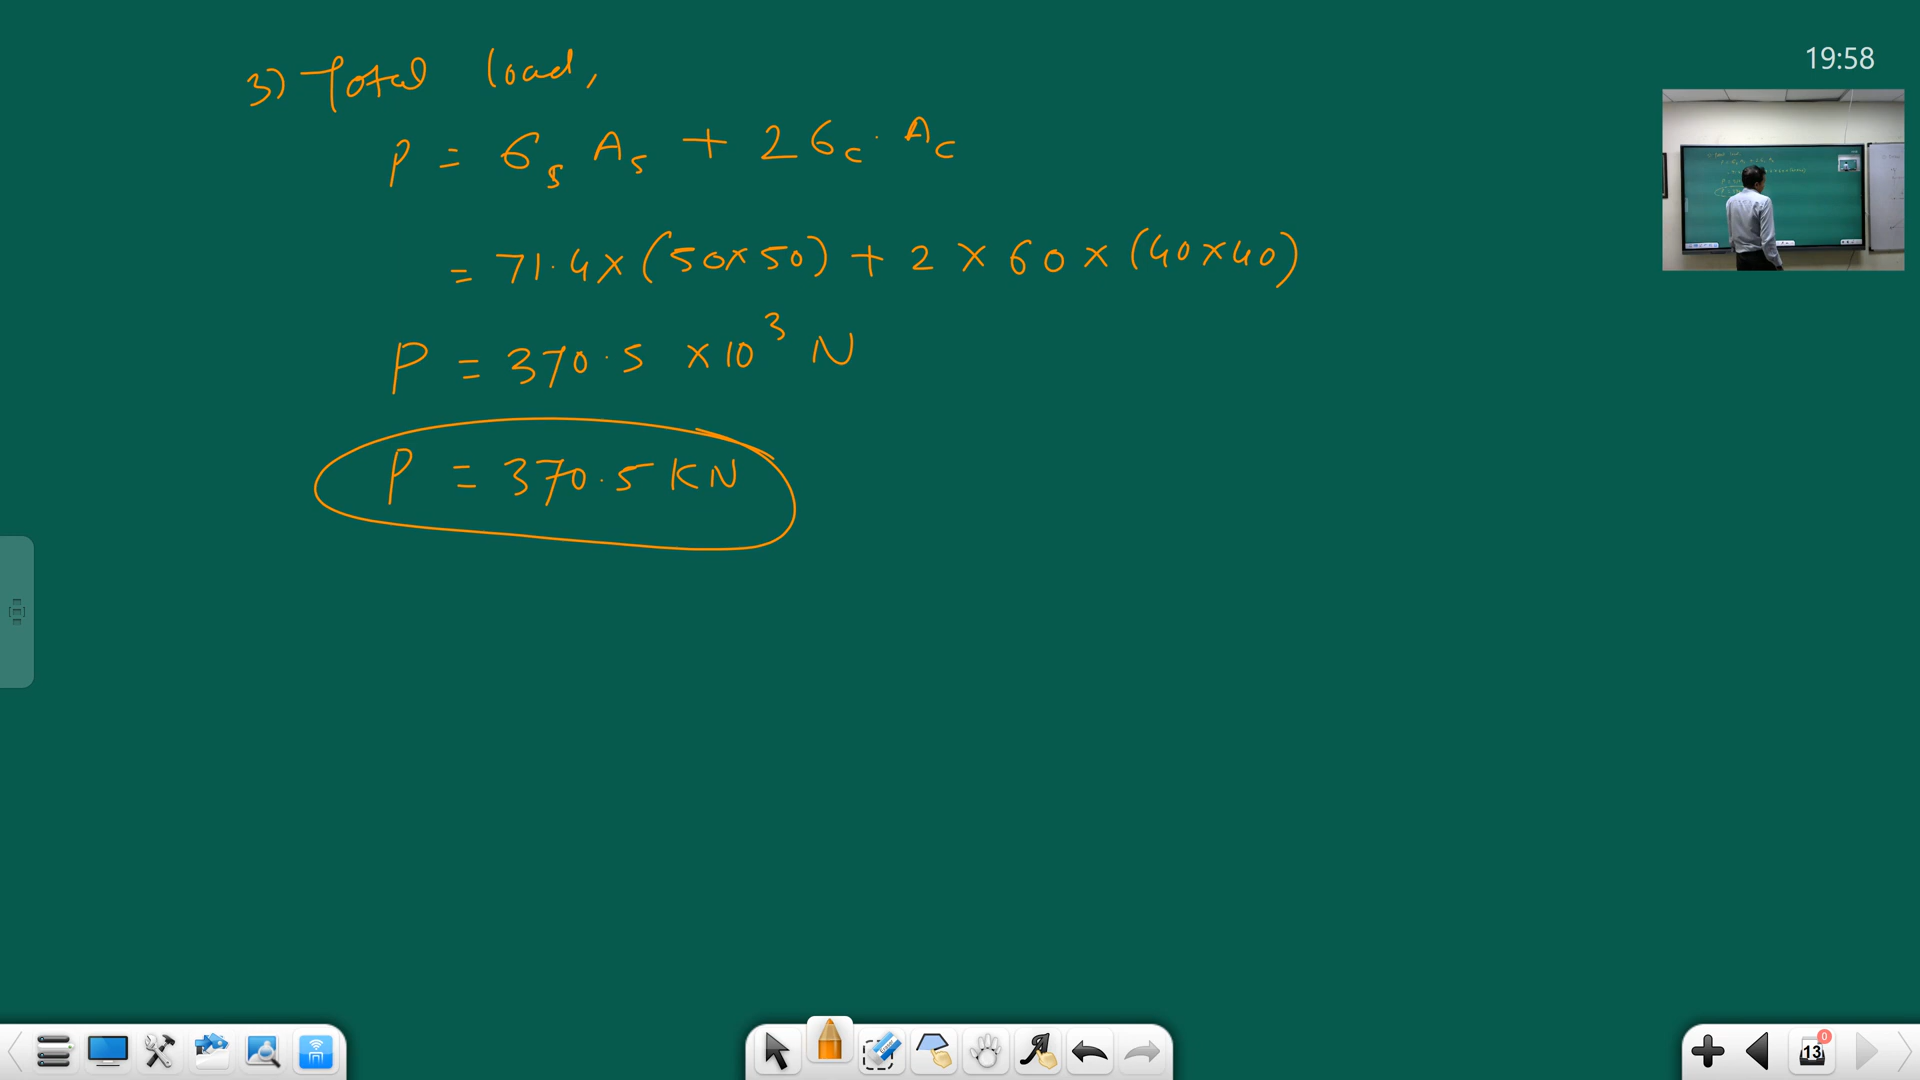 19:58
3) Total load,
P = σs As + 2σc · Ac
= 71.4 × (50×50) + 2 × 60 × (40×40)
P = 370.5 ×10³ N
P = 370.5 KN
13
0